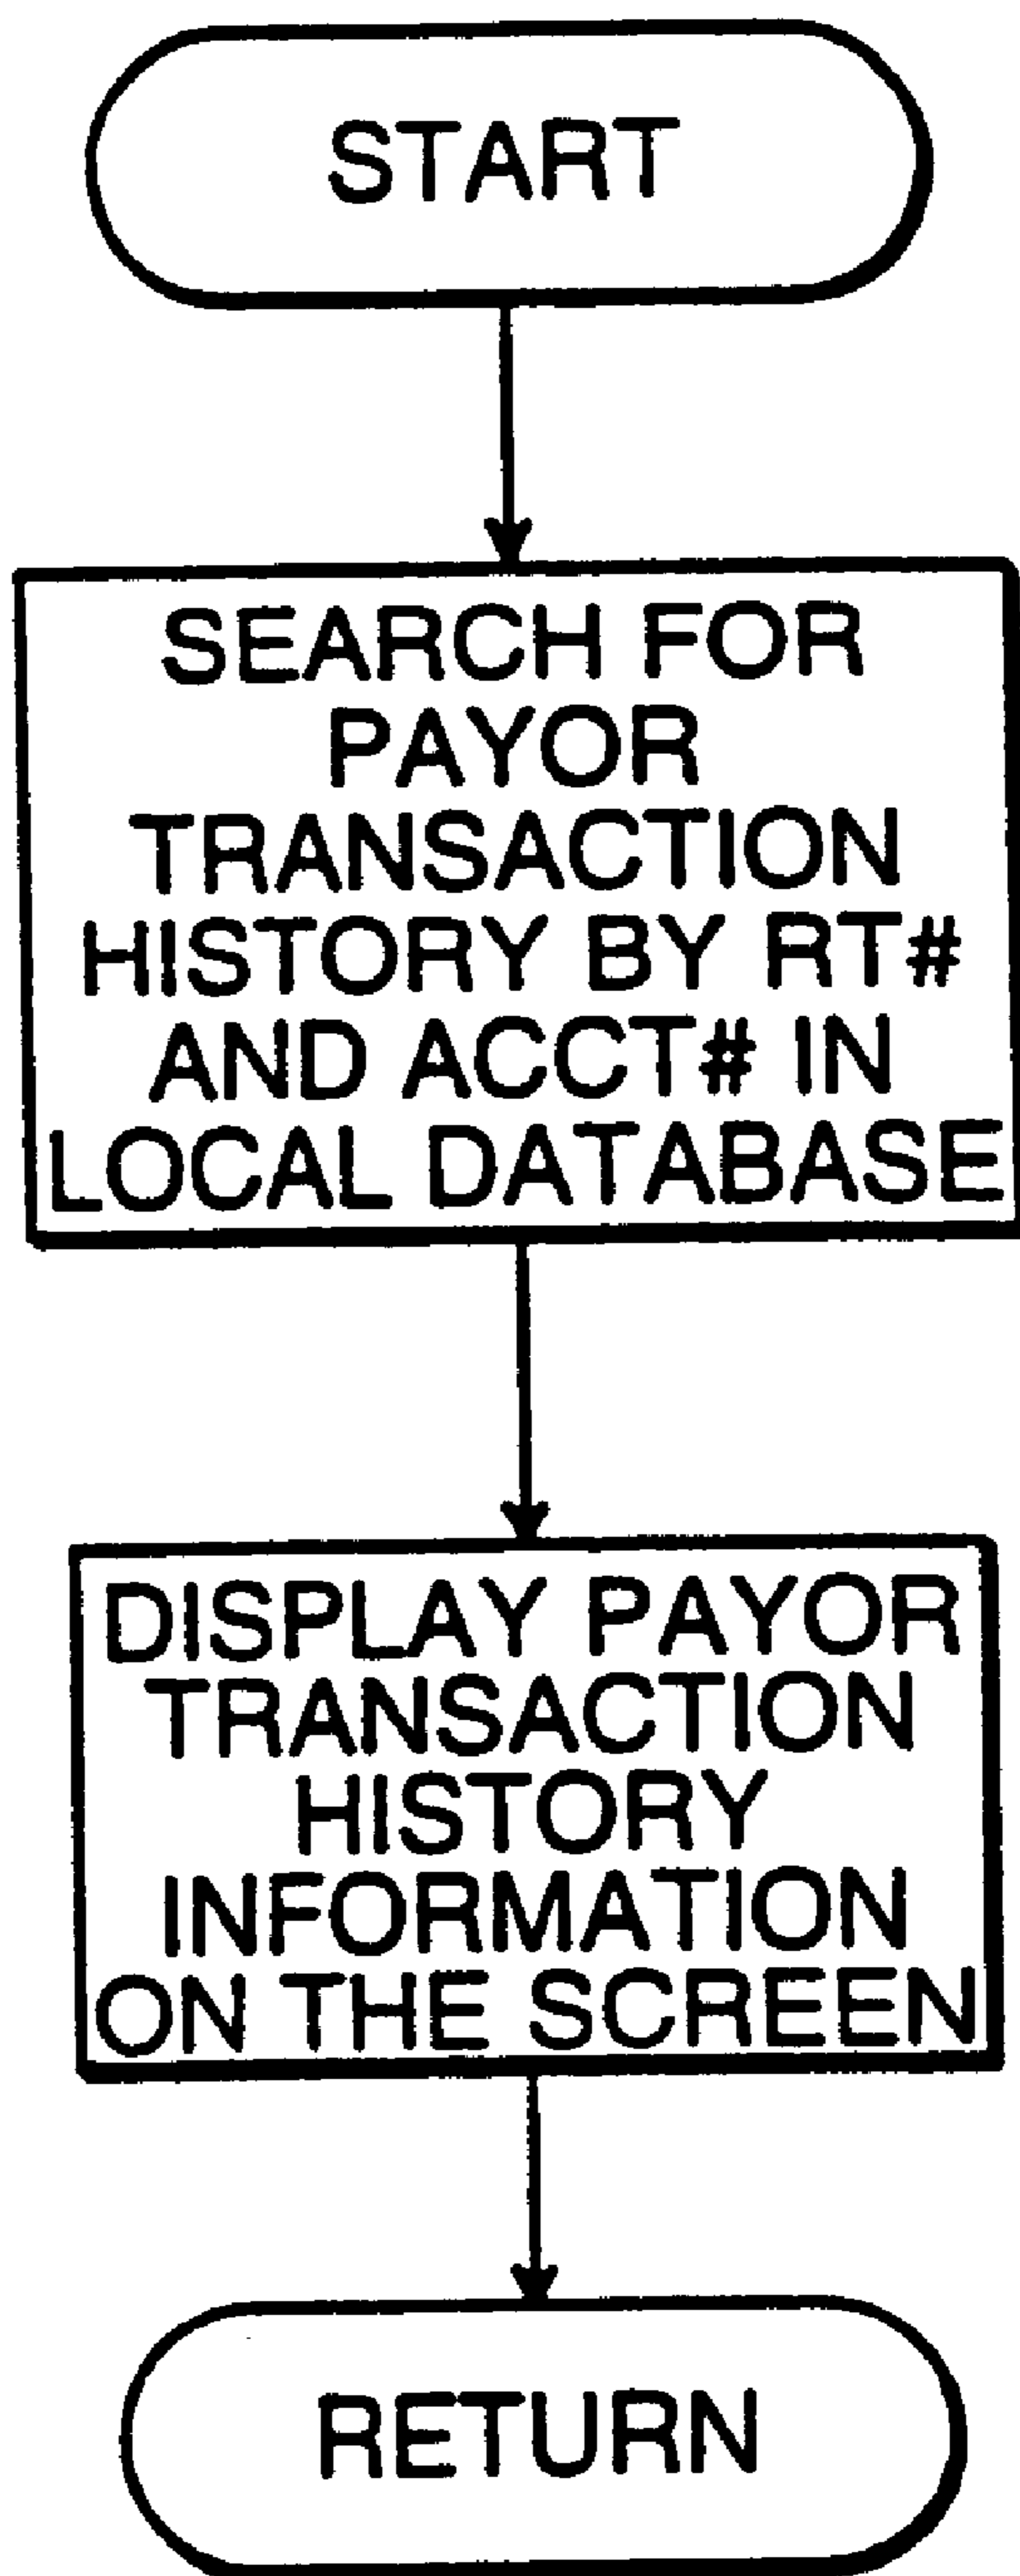 START
SEARCH FOR
PAYOR
TRANSACTION
HISTORY BY RT#
AND ACCT# IN
LOCAL DATABASE
DISPLAY PAYOR
TRANSACTION
HISTORY
INFORMATION
ON THE SCREEN
RETURN